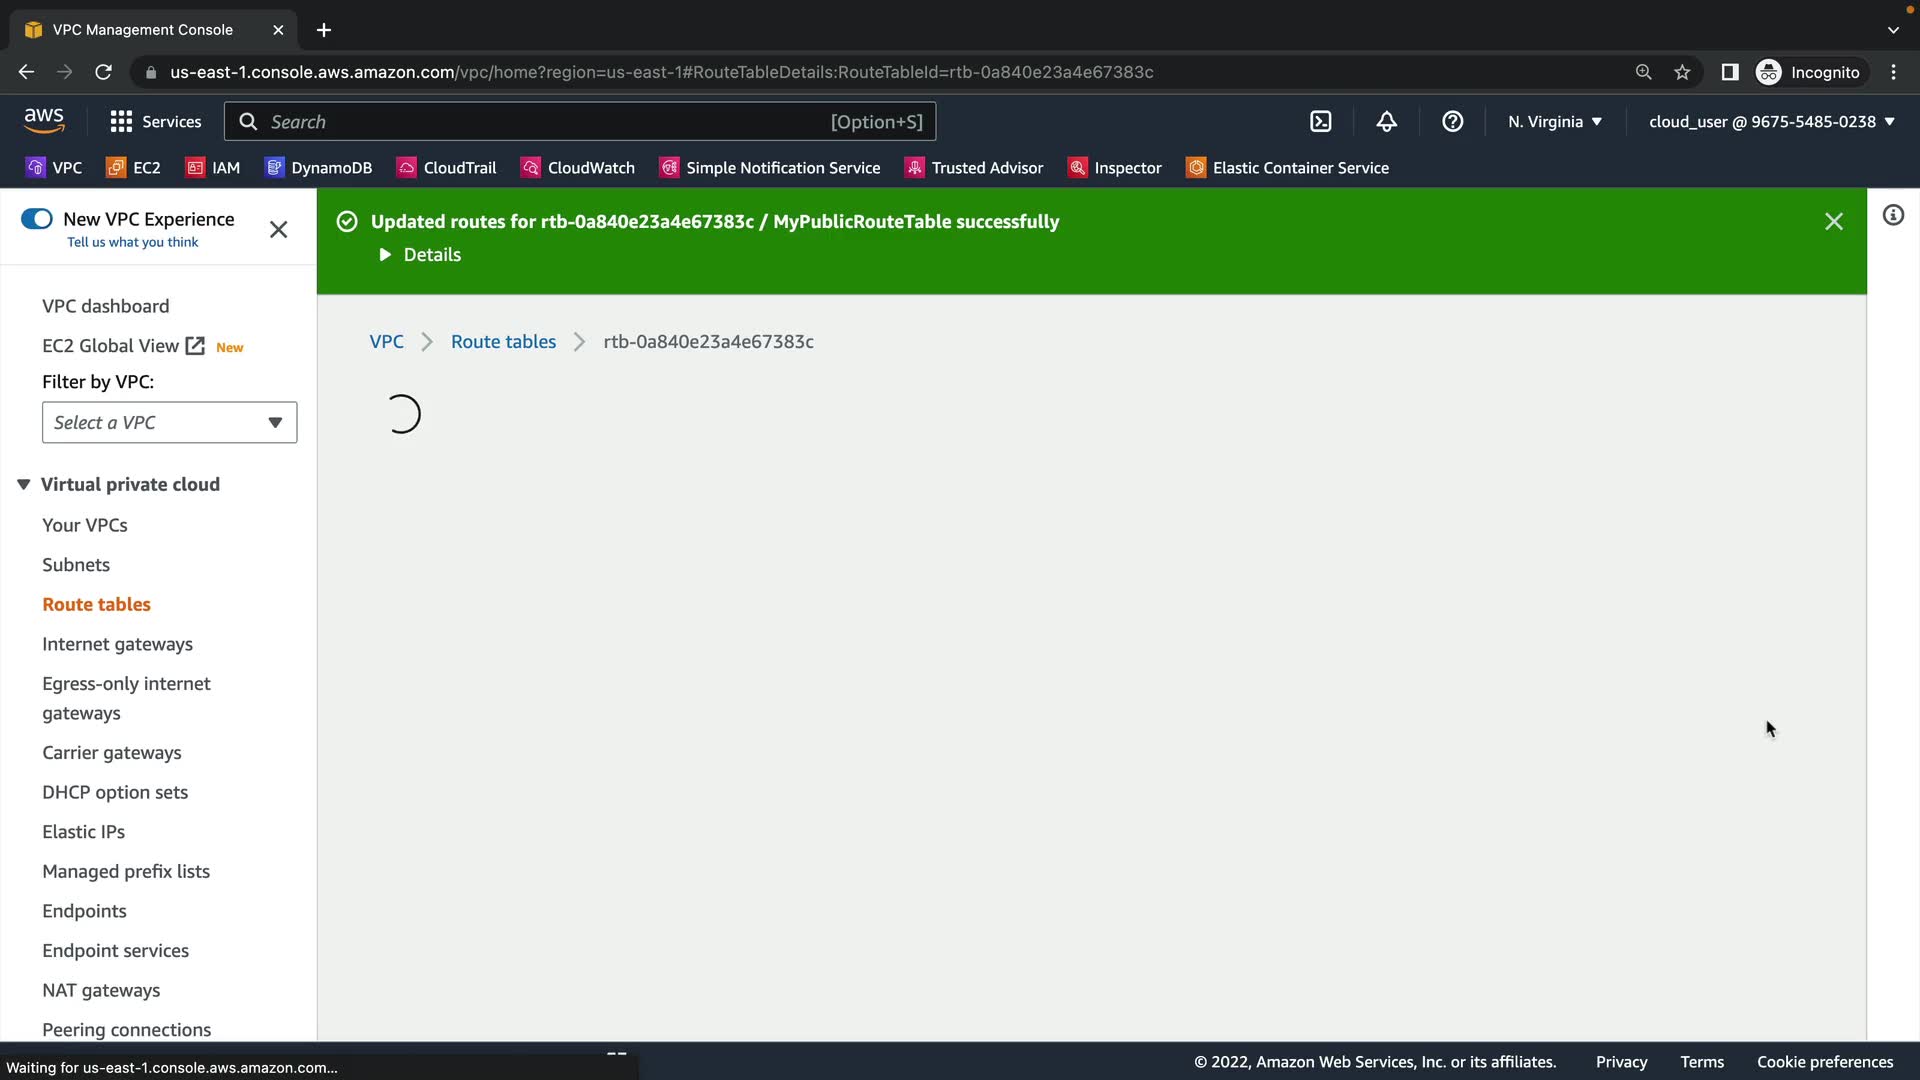 VPC Management Console
us-east-1.console.aws.amazon.com/vpc/home?region=us-east-1#RouteTableDetails:RouteTableId=rtb-0a840e23a4e67383c
Incognito
aws
Services
Search
[Option+S]
N. Virginia
cloud_user @ 9675-5485-0238
VPC
EC2
IAM
DynamoDB
CloudTrail
CloudWatch
Simple Notification Service
Trusted Advisor
Inspector
Elastic Container Service
New VPC Experience
Tell us what you think
VPC dashboard
EC2 Global View
New
Filter by VPC:
Select a VPC
Virtual private cloud
Your VPCs
Subnets
Route tables
Internet gateways
Egress-only internet
gateways
Carrier gateways
DHCP option sets
Elastic IPs
Managed prefix lists
Endpoints
Endpoint services
NAT gateways
Peering connections
Updated routes for rtb-0a840e23a4e67383c / MyPublicRouteTable successfully
Details
VPC
Route tables
rtb-0a840e23a4e67383c
Waiting for us-east-1.console.aws.amazon.com...
© 2022, Amazon Web Services, Inc. or its affiliates.
Privacy
Terms
Cookie preferences